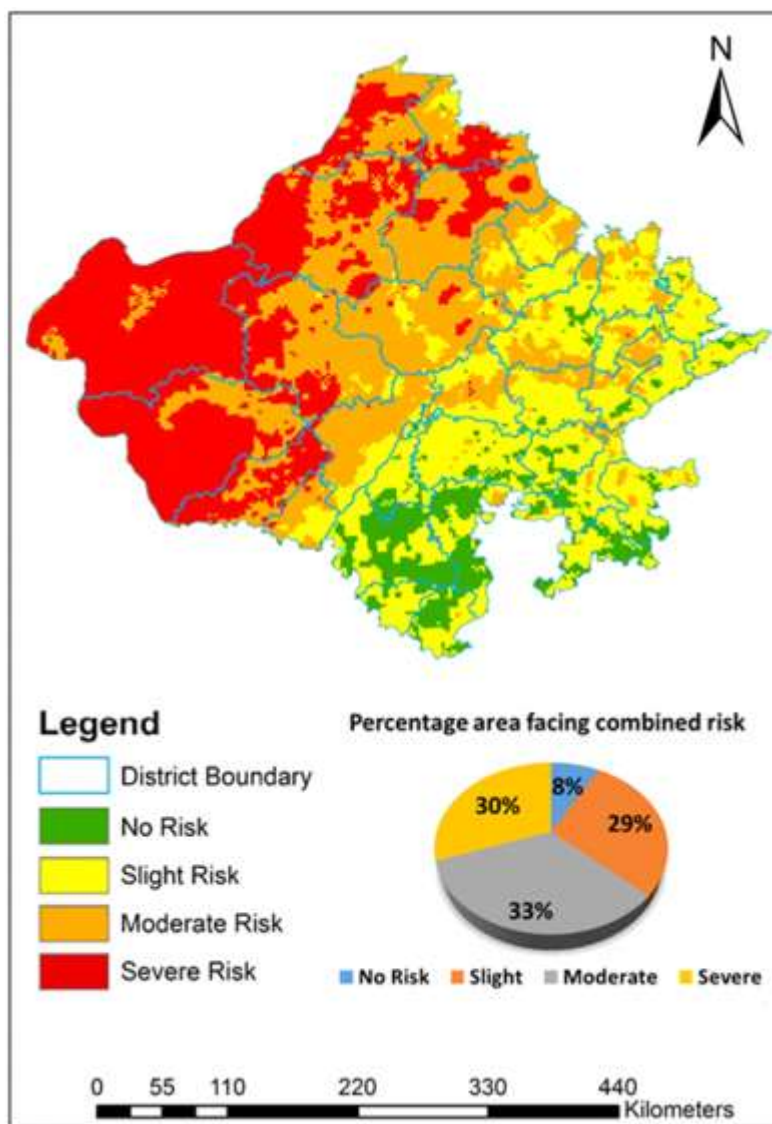 N
Legend
District Boundary
No Risk
Slight Risk
Moderate Risk
Severe Risk
Percentage area facing combined risk
8%
29%
33%
30%
No Risk Slight Moderate Severe
0 55 110 220 330 440
Kilometers